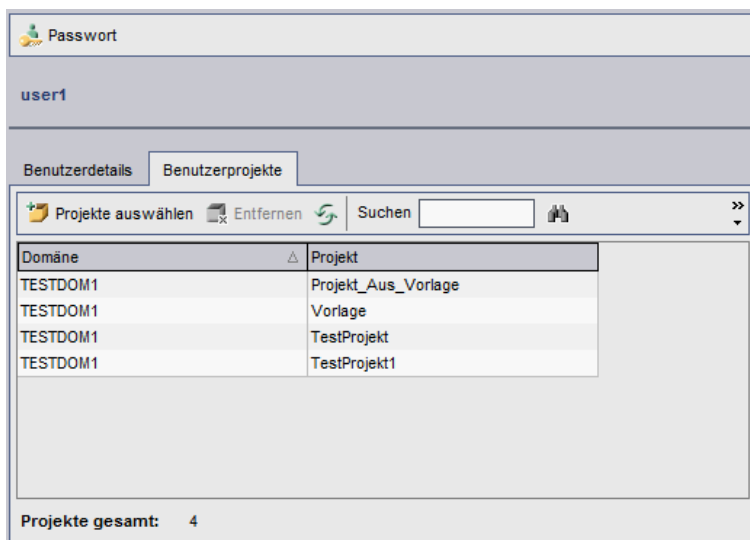 Passwort
user1
Benutzerdetails Benutzerprojekte
Projekte auswählen Entfernen Suchen
Domäne Projekt
TESTDOM1 Projekt_Aus_Vorlage
TESTDOM1 Vorlage
TESTDOM1 TestProjekt
TESTDOM1 TestProjekt1
Projekte gesamt: 4